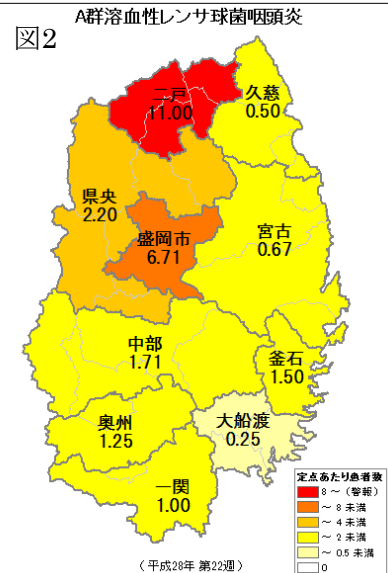 A群溶血性レンサ球菌咽頭炎
図2
二戸
11.00
久慈
0.50
県央
2.20
盛岡市
6.71
宮古
0.67
中部
1.71
釜石
1.50
奥州
1.25
大船渡
0.25
一関
1.00
定点あたり患者数
8 ~ (警報)
~ 8 未満
~ 4 未満
~ 2 未満
~ 0.5 未満
0
(平成28年 第22週)